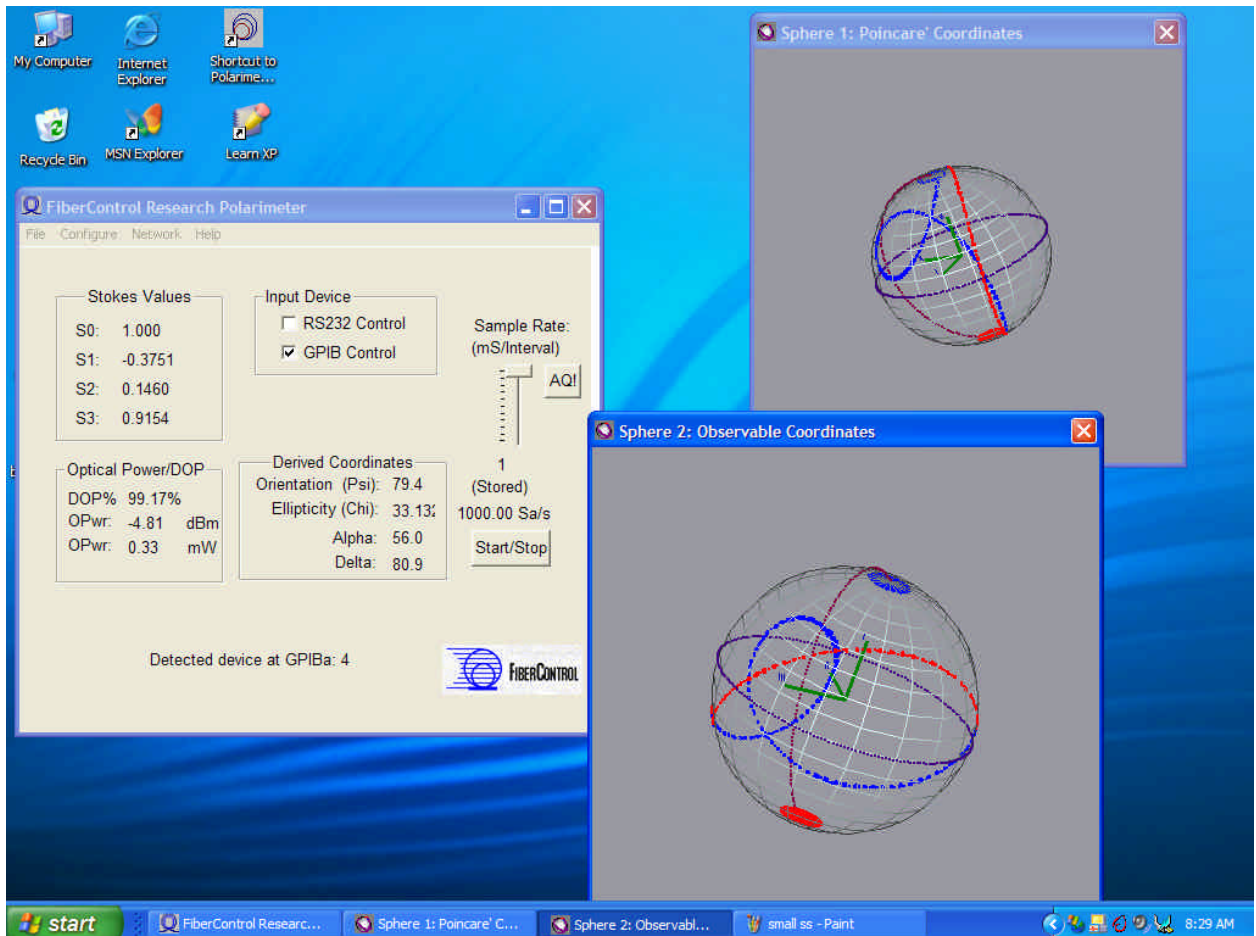 My Computer
Internet Explorer
Shortcut to Polarime...
Recycle Bin
MSN Explorer
Learn XP
Sphere 1: Poincare' Coordinates
FiberControl Research Polarimeter
File Configure Network Help
Stokes Values
S0: 1.000
S1: -0.3751
S2: 0.1460
S3: 0.9154
Input Device
RS232 Control
GPIB Control
Sample Rate:
(mS/Interval)
AQ!
1
(Stored)
1000.00 Sa/s
Start/Stop
Optical Power/DOP
DOP% 99.17%
OPwr: -4.81 dBm
OPwr: 0.33 mW
Derived Coordinates
Orientation (Psi): 79.4
Ellipticity (Chi): 33.132
Alpha: 56.0
Delta: 80.9
Detected device at GPIBa: 4
FIBERCONTROL
Sphere 2: Observable Coordinates
start
FiberControl Researc...
Sphere 1: Poincare' C...
Sphere 2: Observabl...
small ss - Paint
8:29 AM